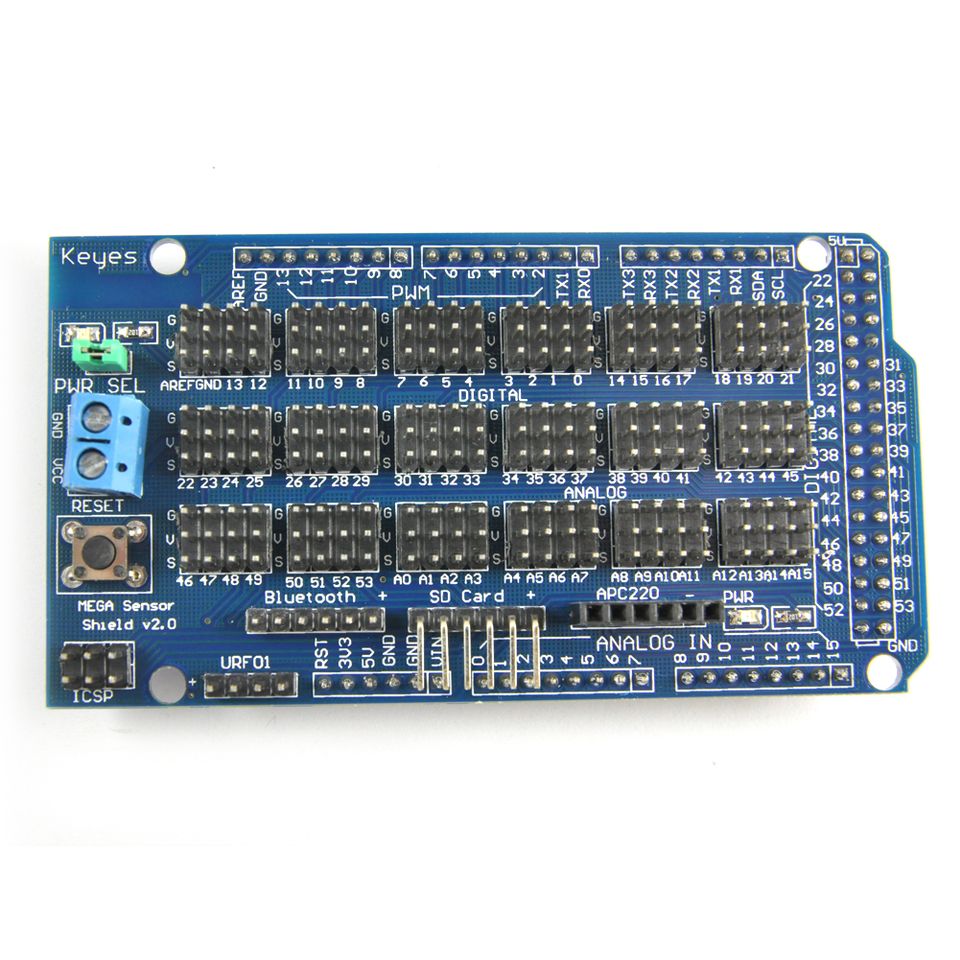 Keyes
5V
AREF GND 13 12 11 10 9 8 7 6 5 4 3 2 TX1 RX0 TX3 RX3 TX2 RX2 TX1 RX1 SDA SCL
PWM
22
24
26
28
30
32
34
36
38
40
42
44
46
48
50
52
31
33
35
37
39
41
43
45
47
49
51
53
GND
G G G G G G
V V V V V V
S S S S S S
PWR SEL
AREF GND 13 12 11 10 9 8 7 6 5 4 3 2 1 0 14 15 16 17 18 19 20 21
DIGITAL
GND
VCC
G G G G G
V V V V V
S S S S S
22 23 24 25 26 27 28 29 30 31 32 33 34 35 36 37 38 39 40 41 42 43 44 45
ANALOG
RESET
G G G G G
V V V V V
S S S S S
46 47 48 49 50 51 52 53 A0 A1 A2 A3 A4 A5 A6 A7 A8 A9 A10 A11 A12 A13 A14 A15
MEGA Sensor
Shield v2.0
Bluetooth +
SD Card +
APC220 -
PWR
ANALOG IN
RST 3V3 5V GND GND VIN 0 1 2 3 4 5 6 7 8 9 10 11 12 13 14 15
URF01
+
ICSP